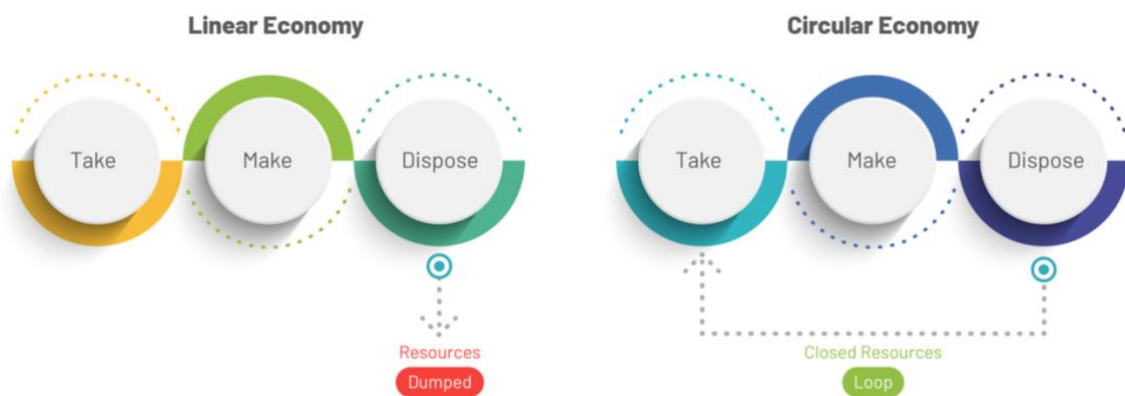 Linear Economy
Take
Make
Dispose
Resources
Dumped
Circular Economy
Take
Make
Dispose
Closed Resources
Loop